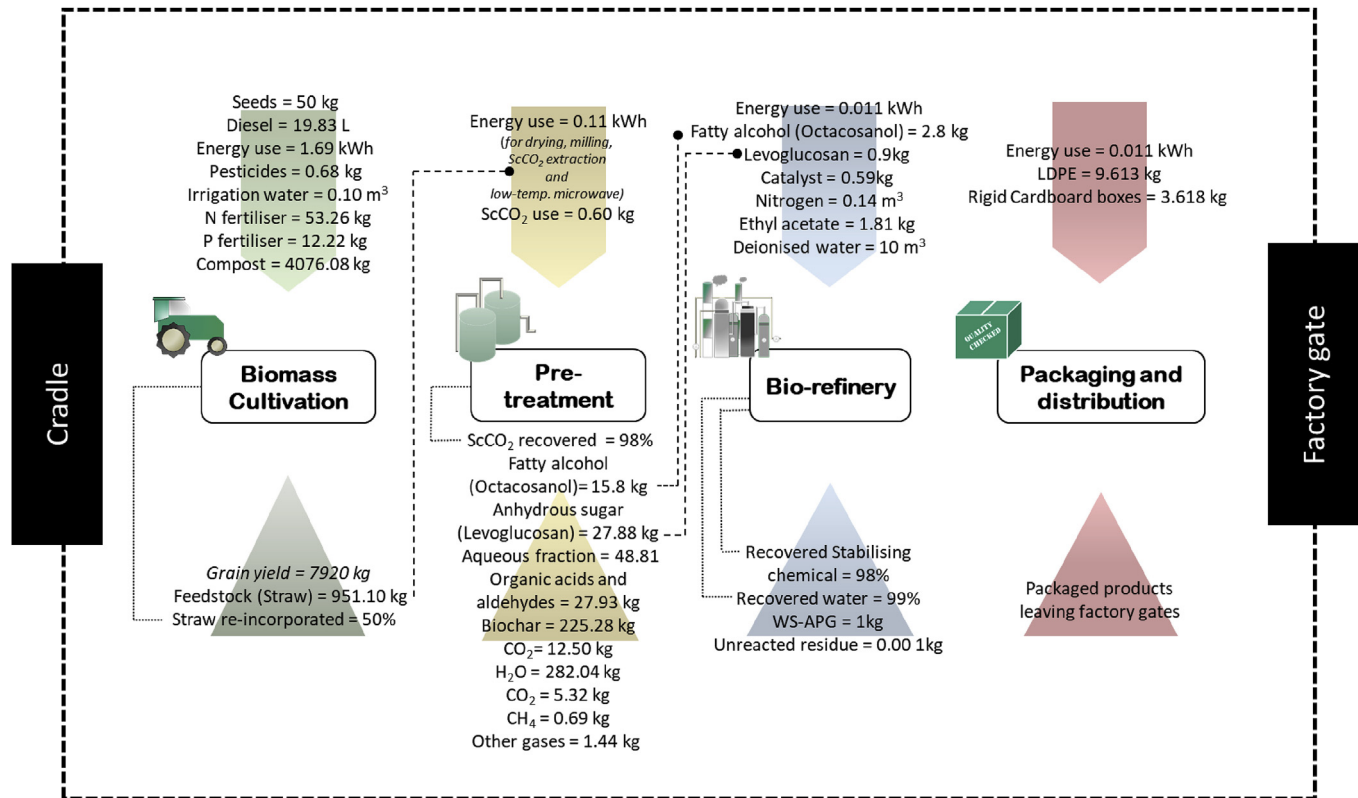 Cradle
Seeds = 50 kg
Diesel = 19.83 L
Energy use = 1.69 kWh
Pesticides = 0.68 kg
Irrigation water = 0.10 m³
N fertiliser = 53.26 kg
P fertiliser = 12.22 kg
Compost = 4076.08 kg
Biomass
Cultivation
Grain yield = 7920 kg
Feedstock (Straw) = 951.10 kg
Straw re-incorporated = 50%
Energy use = 0.11 kWh
(for drying, milling,
ScCO₂ extraction
and
low-temp. microwave)
ScCO₂ use = 0.60 kg
Pre-
treatment
ScCO₂ recovered = 98%
Fatty alcohol
(Octacosanol)= 15.8 kg
Anhydrous sugar
(Levoglucosan) = 27.88 kg
Aqueous fraction = 48.81
Organic acids and
aldehydes = 27.93 kg
Biochar = 225.28 kg
CO₂= 12.50 kg
H₂O = 282.04 kg
CO₂ = 5.32 kg
CH₄ = 0.69 kg
Other gases = 1.44 kg
Energy use = 0.011 kWh
Fatty alcohol (Octacosanol) = 2.8 kg
Levoglucosan = 0.9kg
Catalyst = 0.59kg
Nitrogen = 0.14 m³
Ethyl acetate = 1.81 kg
Deionised water = 10 m³
Bio-refinery
Recovered Stabilising
chemical = 98%
Recovered water = 99%
WS-APG = 1kg
Unreacted residue = 0.00 1kg
Energy use = 0.011 kWh
LDPE = 9.613 kg
Rigid Cardboard boxes = 3.618 kg
QUALITY
CHECKED
Packaging and
distribution
Packaged products
leaving factory gates
Factory gate